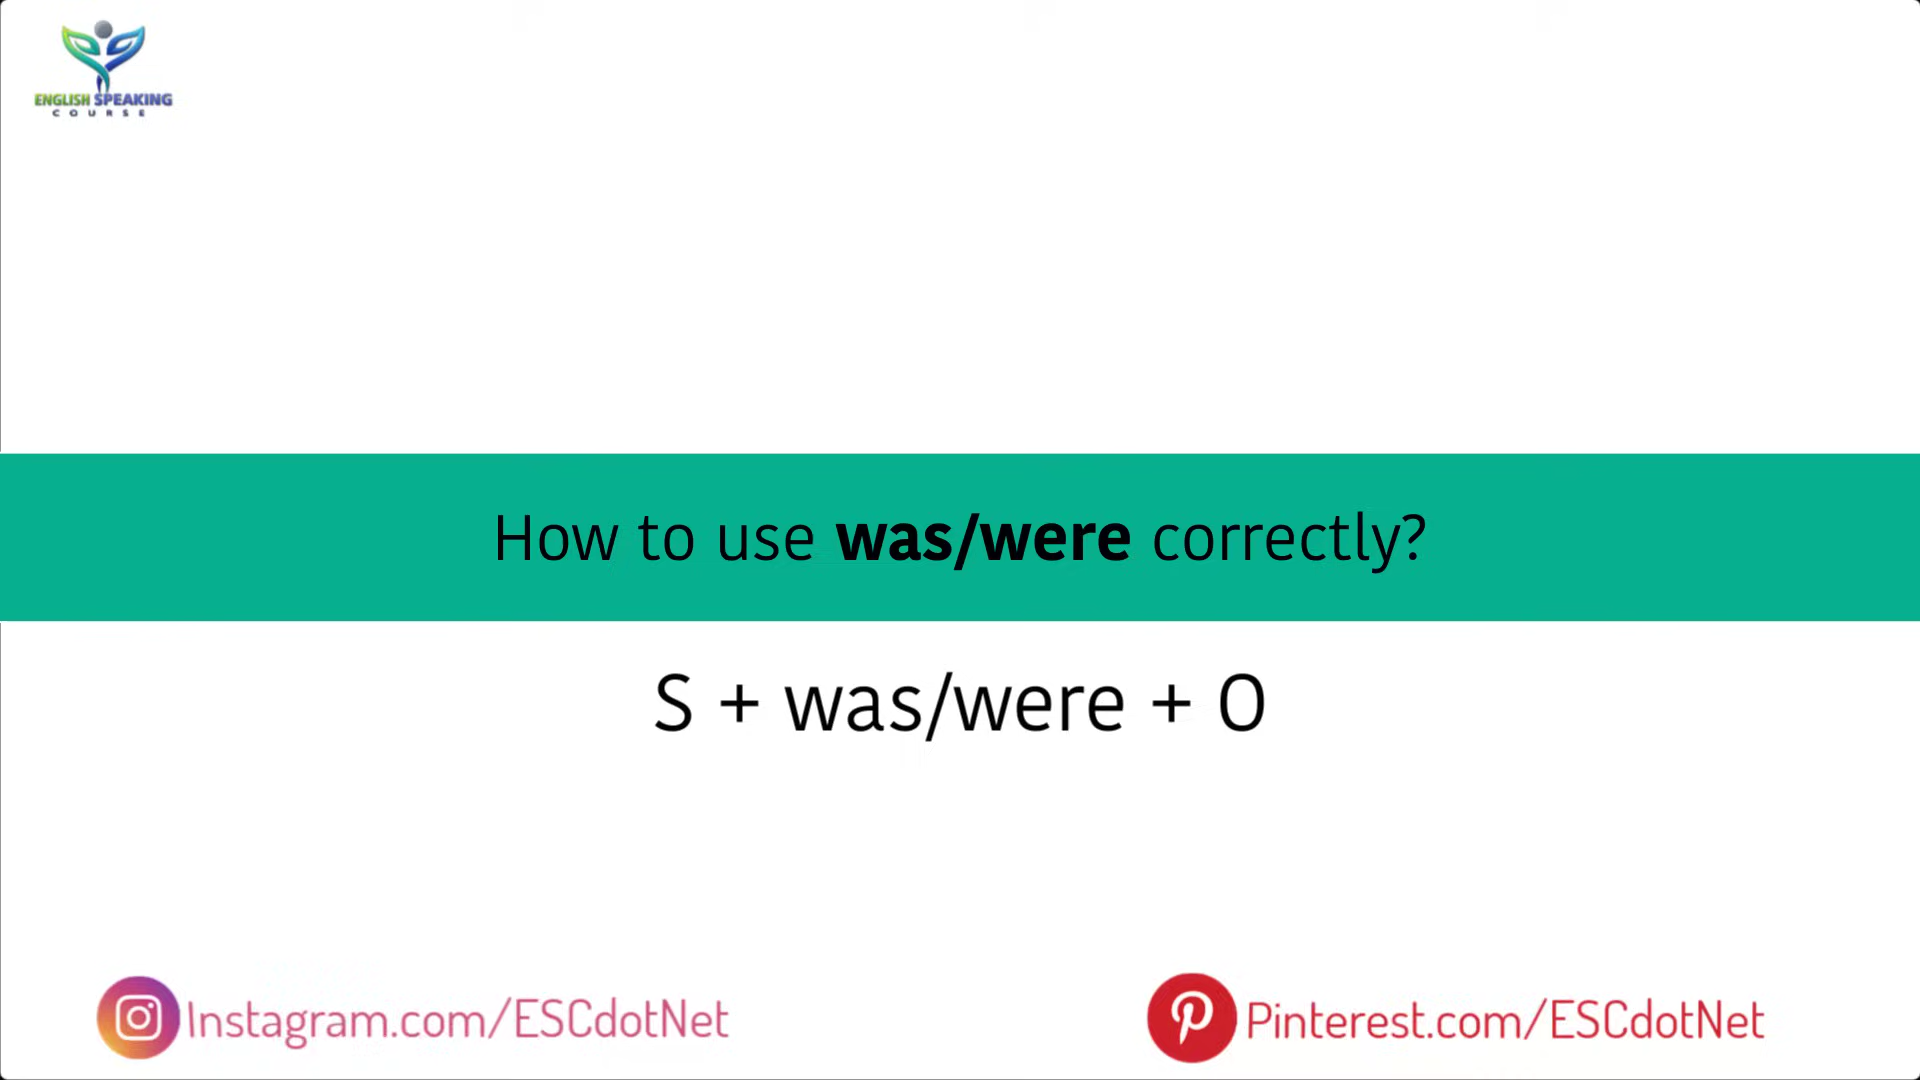 ENGLISH SPEAKING
COURSE
How to use was/were correctly?
S + was/were + O
Instagram.com/ESCdotNet
Pinterest.com/ESCdotNet